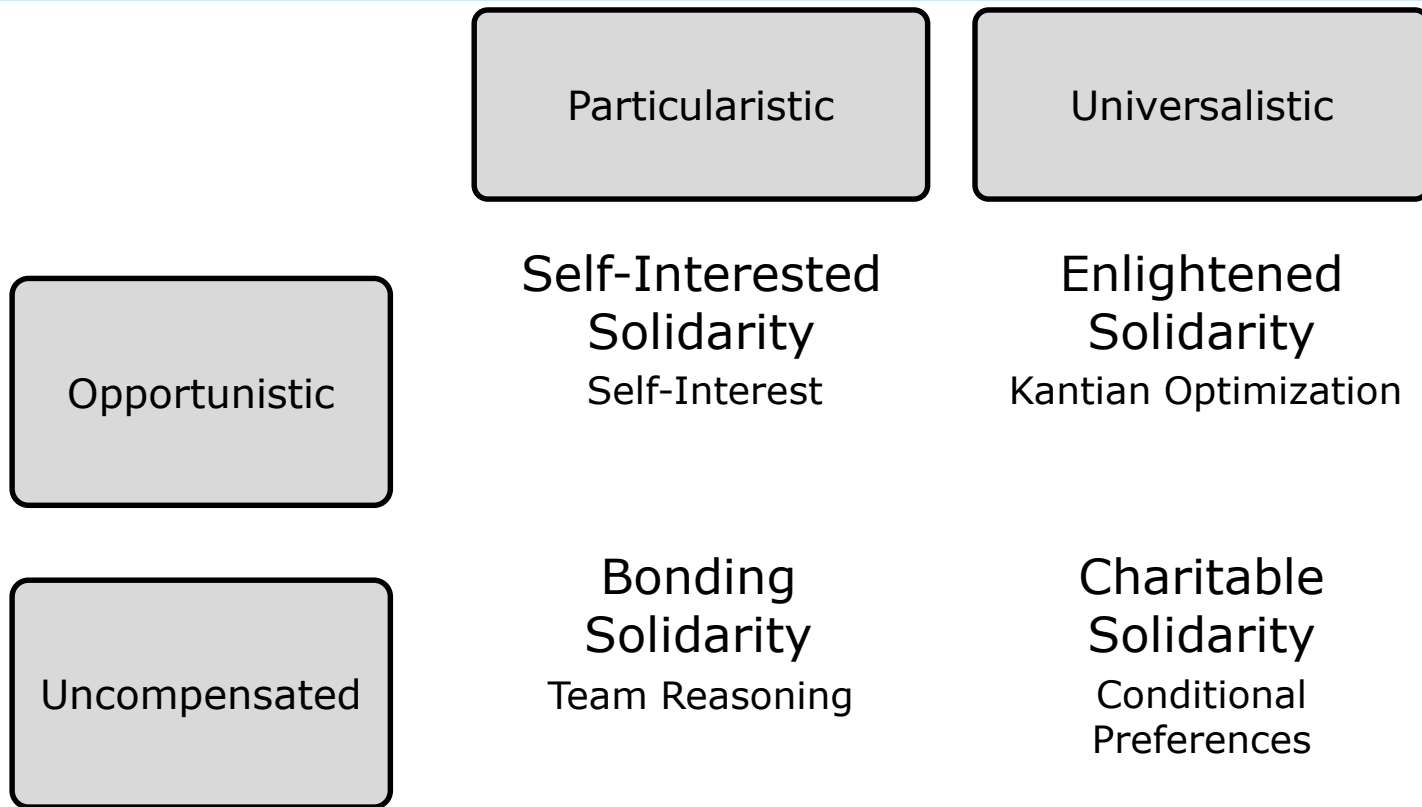 Particularistic
Universalistic
Opportunistic
Self-Interested
Solidarity
Self-Interest
Enlightened
Solidarity
Kantian Optimization
Uncompensated
Bonding
Solidarity
Team Reasoning
Charitable
Solidarity
Conditional
Preferences